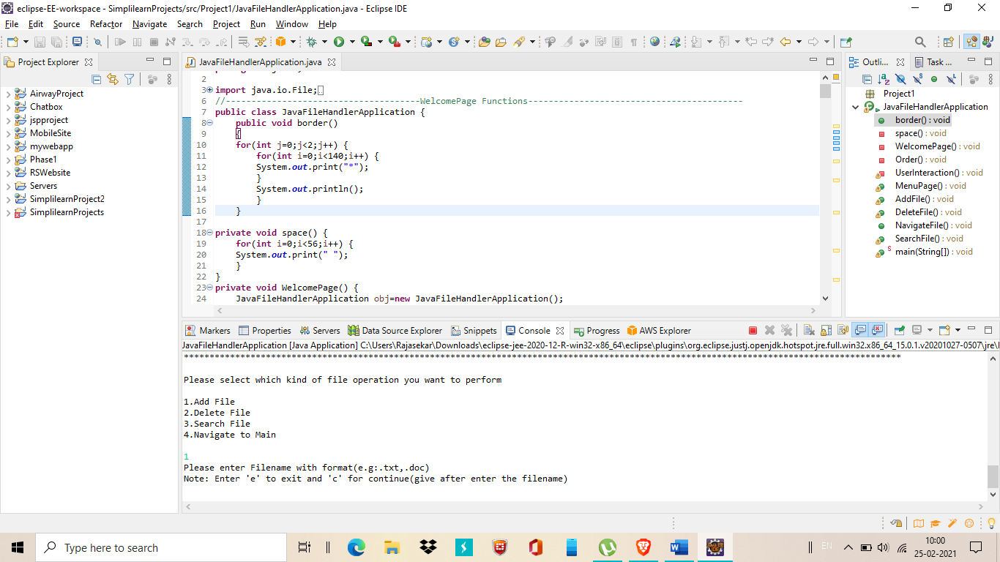 eclipse-EE-workspace - SimplilearnProjects/src/Project1/JavaFileHandlerApplication.java - Eclipse IDE
File Edit Source Refactor Navigate Search Project Run Window Help
Project Explorer
AirwayProject
Chatbox
jspproject
MobileSite
mywebapp
Phase1
RSWebsite
Servers
SimplilearnProject2
SimplilearnProjects
JavaFileHandlerApplication.java
2
3 import java.io.File;
6 //--------------------------------------WelcomePage Functions------------------------------------------
7 public class JavaFileHandlerApplication {
8 public void border()
9 {
10 for(int j=0;j<2;j++) {
11 for(int i=0;i<140;i++) {
12 System.out.print("*");
13 }
14 System.out.println();
15 }
16 }
17
18 private void space() {
19 for(int i=0;i<56;i++) {
20 System.out.print(" ");
21 }
22 }
23 private void WelcomePage() {
24 JavaFileHandlerApplication obj=new JavaFileHandlerApplication();
Outli... Task ...
Project1
JavaFileHandlerApplication
border() : void
space() : void
WelcomePage() : void
Order() : void
UserInteraction() : void
MenuPage() : void
AddFile() : void
DeleteFile() : void
NavigateFile() : void
SearchFile() : void
main(String[]) : void
Markers Properties Servers Data Source Explorer Snippets Console Progress AWS Explorer
JavaFileHandlerApplication [Java Application] C:\Users\Rajasekar\Downloads\eclipse-jee-2020-12-R-win32-x86_64\eclipse\plugins\org.eclipse.justj.openjdk.hotspot.jre.full.win32.x86_64_15.0.1.v20201027-0507\jre\
********************************************************************************************************************************************
Please select which kind of file operation you want to perform
1.Add File
2.Delete File
3.Search File
4.Navigate to Main
1
Please enter Filename with format(e.g:.txt,.doc)
Note: Enter 'e' to exit and 'c' for continue(give after enter the filename)
Type here to search
EN
10:00
25-02-2021